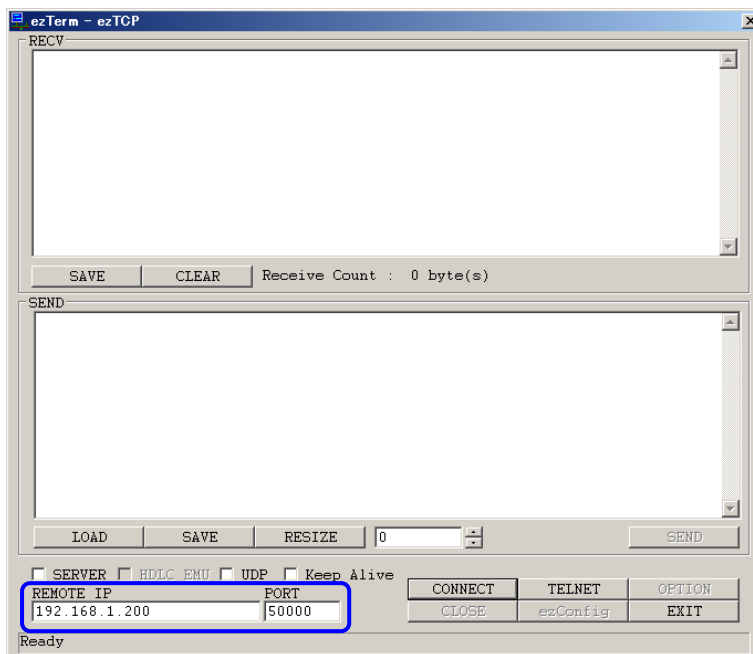 ezTerm - ezTCP
RECV
SAVE CLEAR Receive Count : 0 byte(s)
SEND
LOAD SAVE RESIZE 0 SEND
SERVER HDLC EMU UDP Keep Alive
REMOTE IP PORT CONNECT TELNET OPTION
192.168.1.200 50000 CLOSE ezConfig EXIT
Ready